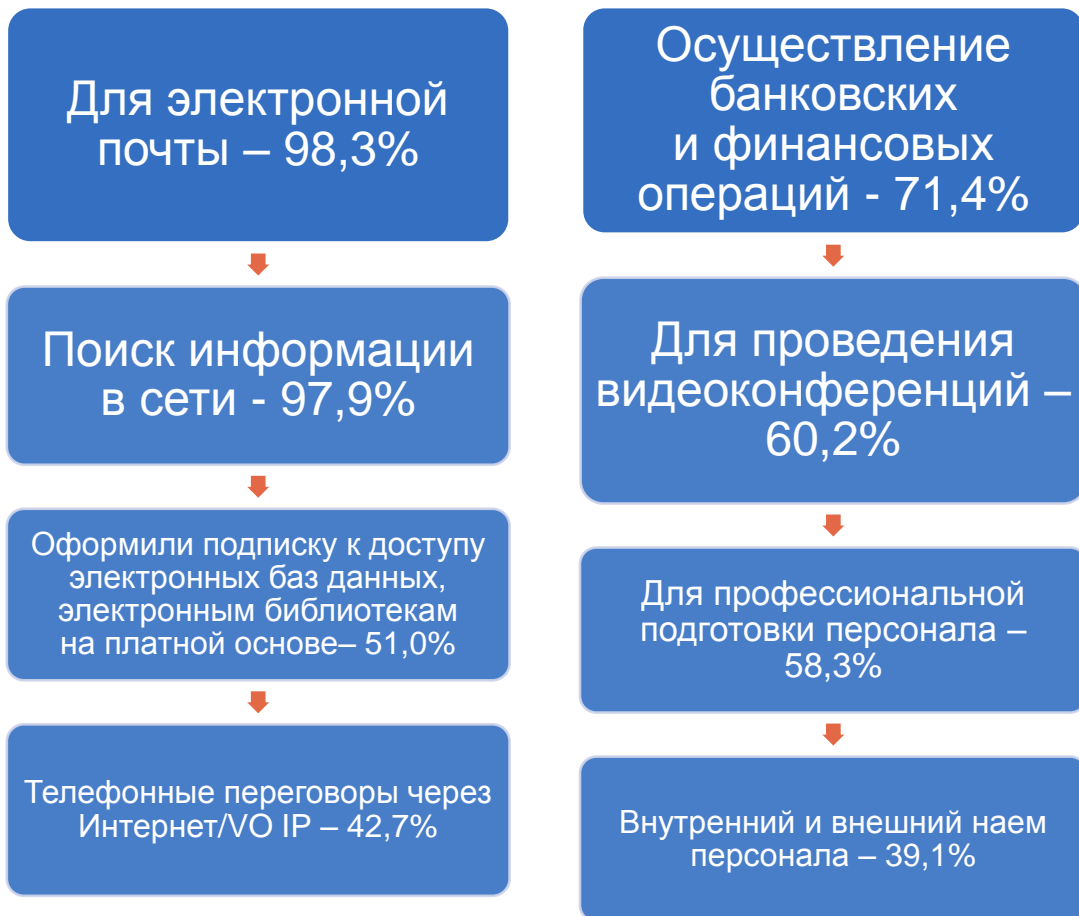 Для электронной
почты – 98,3%
Поиск информации
в сети - 97,9%
Оформили подписку к доступу
электронных баз данных,
электронным библиотекам
на платной основе– 51,0%
Телефонные переговоры через
Интернет/VO IP – 42,7%
Осуществление
банковских
и финансовых
операций - 71,4%
Для проведения
видеоконференций –
60,2%
Для профессиональной
подготовки персонала –
58,3%
Внутренний и внешний наем
персонала – 39,1%